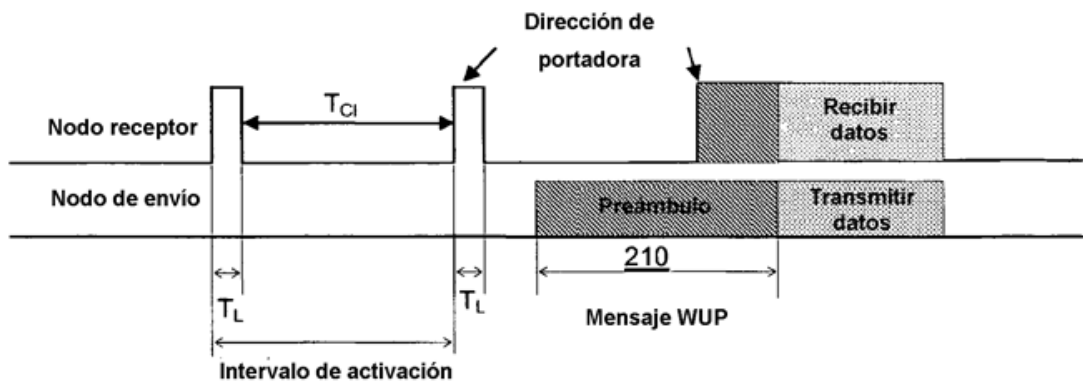 Dirección de
portadora
T_CI
Nodo receptor
Recibir
datos
Nodo de envío
Preámbulo
Transmitir
datos
210
T_L
T_L
Mensaje WUP
Intervalo de activación